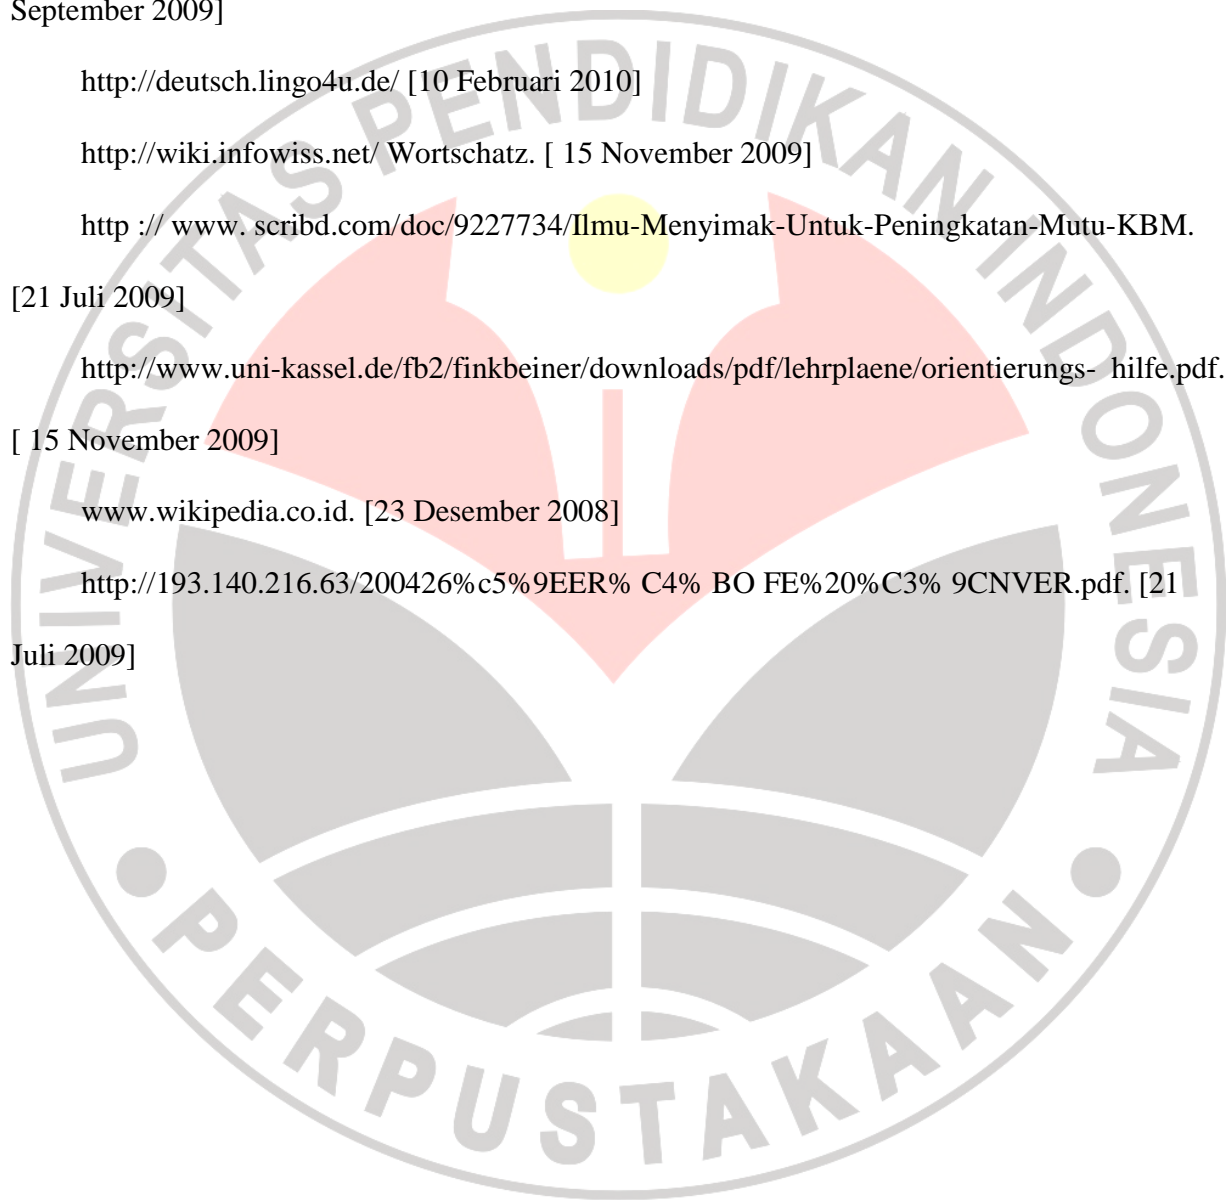 September 2009]
http://deutsch.lingo4u.de/ [10 Februari 2010]
http://wiki.infowiss.net/ Wortschatz. [ 15 November 2009]
http :// www. scribd.com/doc/9227734/Ilmu-Menyimak-Untuk-Peningkatan-Mutu-KBM.
[21 Juli 2009]
http://www.uni-kassel.de/fb2/finkbeiner/downloads/pdf/lehrplaene/orientierungs- hilfe.pdf.
[ 15 November 2009]
www.wikipedia.co.id. [23 Desember 2008]
http://193.140.216.63/200426%c5%9EER% C4% BO FE%20%C3% 9CNVER.pdf. [21
Juli 2009]
UNIVERSITAS PENDIDIKAN INDONESIA
PERPUSTAKAAN